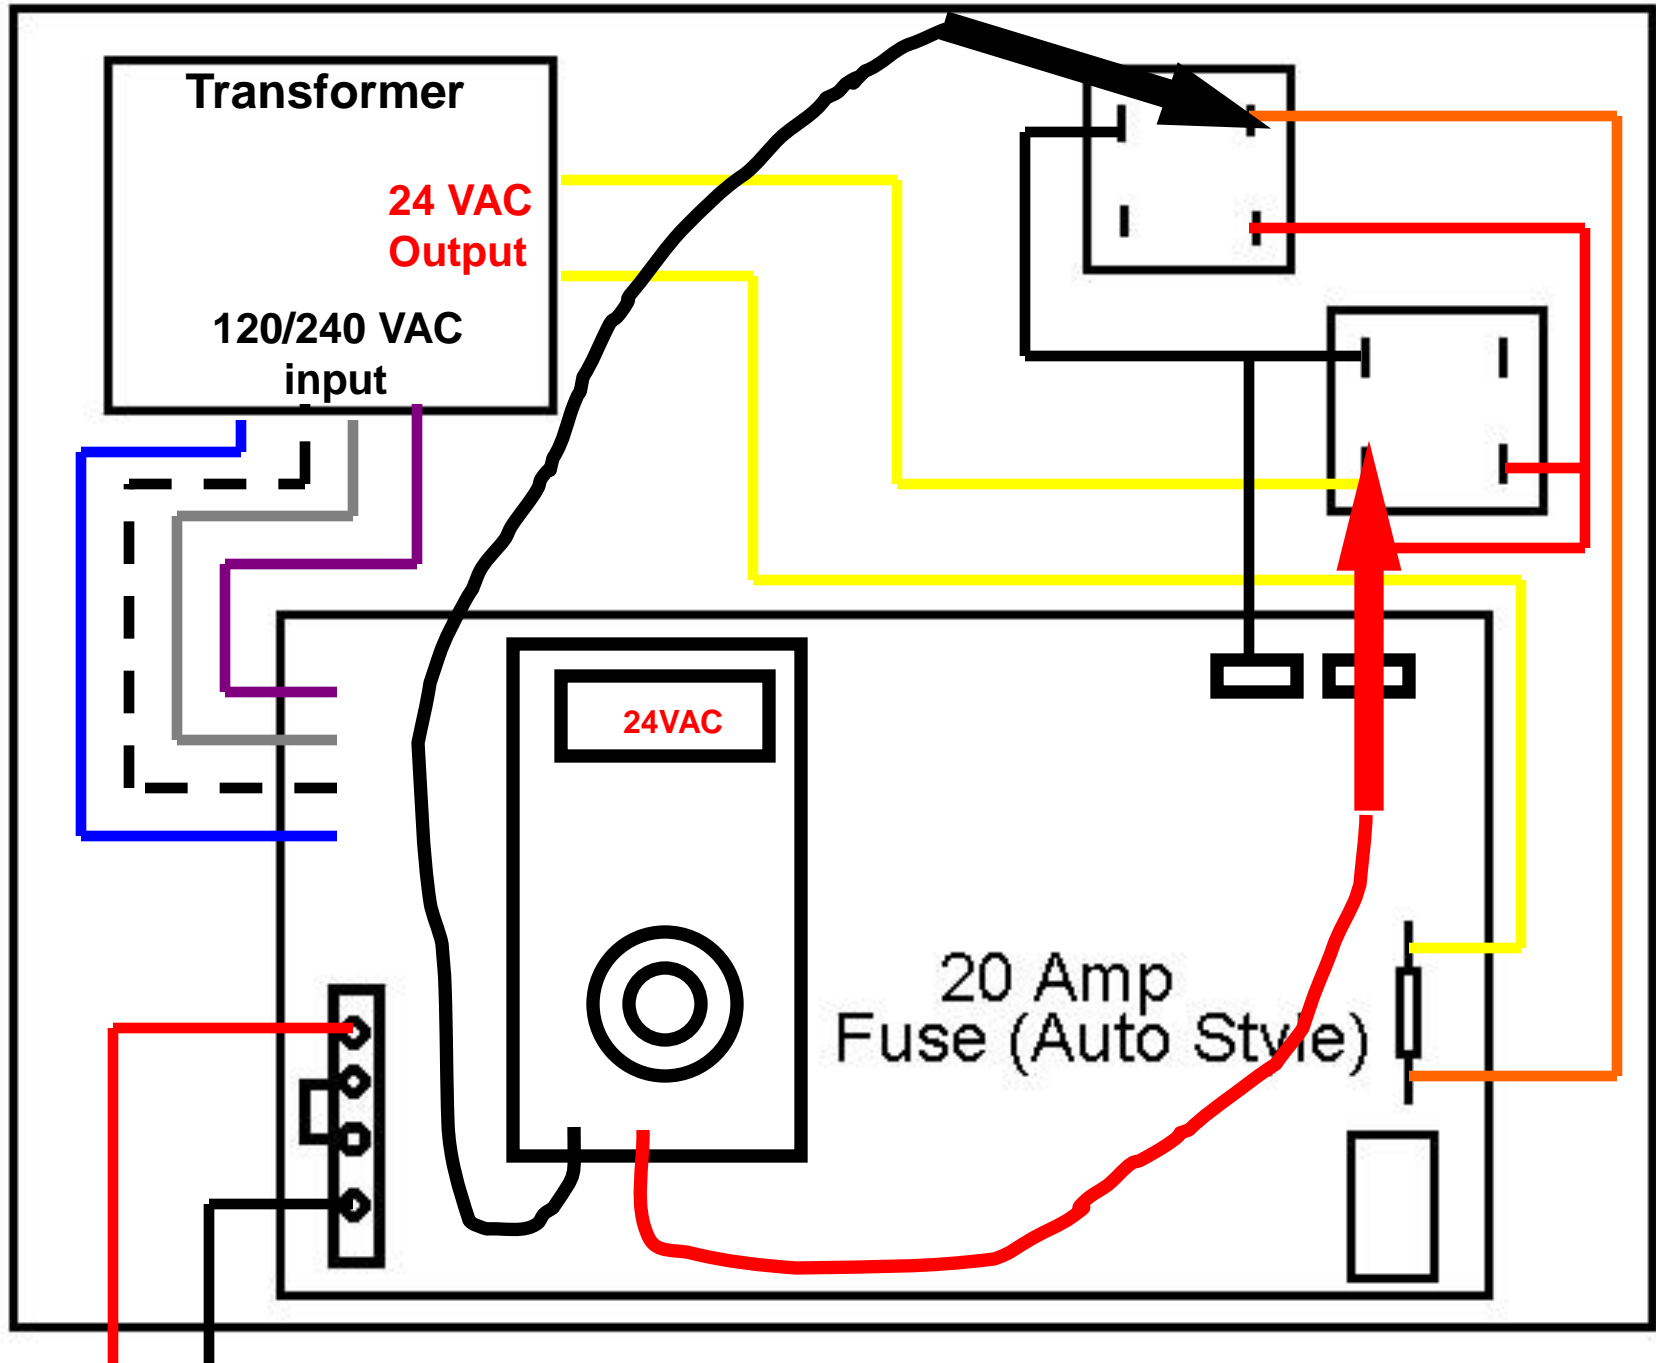 Transformer
24 VAC
Output
120/240 VAC
input
24VAC
20 Amp
Fuse (Auto Style)